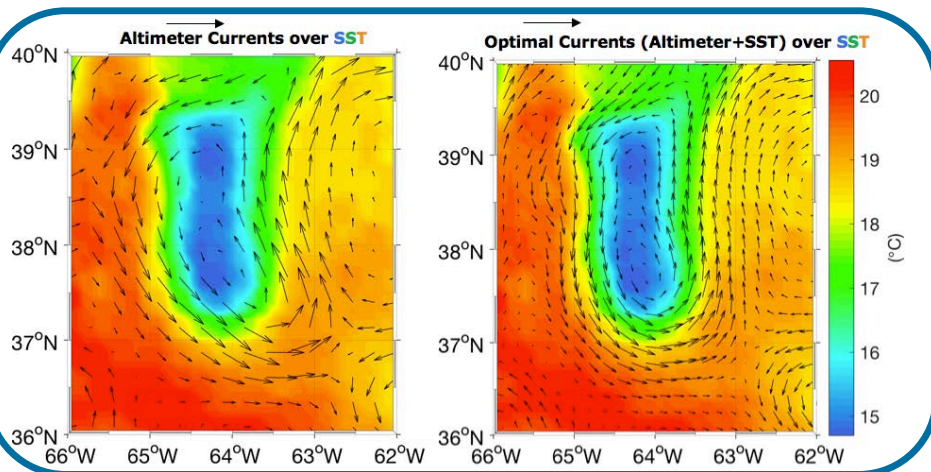 Altimeter Currents over SST
40°N
39°N
38°N
37°N
36°N
66°W 65°W 64°W 63°W 62°W
Optimal Currents (Altimeter+SST) over SST
40°N
39°N
38°N
37°N
36°N
66°W 65°W 64°W 63°W 62°W
20
19
18
17
16
15
(°C)